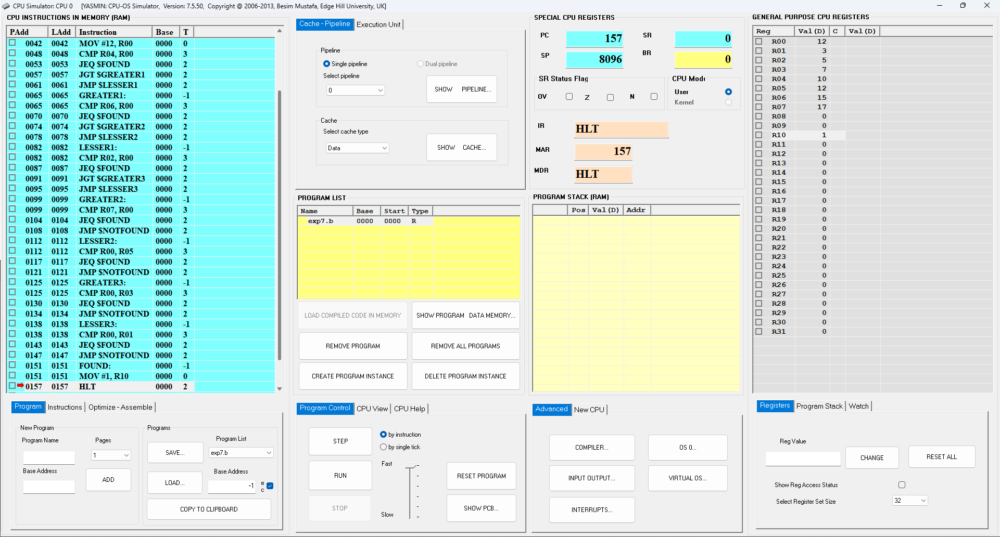 CPU Simulator: CPU 0 [YASMIN: CPU-OS Simulator, Version: 7.5.50, Copyright @ 2006-2013, Besim Mustafa, Edge Hill University, UK]
CPU INSTRUCTIONS IN MEMORY (RAM)
PAdd LAdd Instruction Base T
0042 0042 MOV #12, R00 0000 0
0048 0048 CMP R04, R00 0000 3
0053 0053 JEQ $FOUND 0000 2
0057 0057 JGT $GREATER1 0000 2
0061 0061 JMP $LESSER1 0000 2
0065 0065 GREATER1: 0000 -1
0065 0065 CMP R06, R00 0000 3
0070 0070 JEQ $FOUND 0000 2
0074 0074 JGT $GREATER2 0000 2
0078 0078 JMP $LESSER2 0000 2
0082 0082 LESSER1: 0000 -1
0082 0082 CMP R02, R00 0000 3
0087 0087 JEQ $FOUND 0000 2
0091 0091 JGT $GREATER3 0000 2
0095 0095 JMP $LESSER3 0000 2
0099 0099 GREATER2: 0000 -1
0099 0099 CMP R07, R00 0000 3
0104 0104 JEQ $FOUND 0000 2
0108 0108 JMP $NOTFOUND 0000 2
0112 0112 LESSER2: 0000 -1
0112 0112 CMP R00, R05 0000 3
0117 0117 JEQ $FOUND 0000 2
0121 0121 JMP $NOTFOUND 0000 2
0125 0125 GREATER3: 0000 -1
0125 0125 CMP R00, R03 0000 3
0130 0130 JEQ $FOUND 0000 2
0134 0134 JMP $NOTFOUND 0000 2
0138 0138 LESSER3: 0000 -1
0138 0138 CMP R00, R01 0000 3
0143 0143 JEQ $FOUND 0000 2
0147 0147 JMP $NOTFOUND 0000 2
0151 0151 FOUND: 0000 -1
0151 0151 MOV #1, R10 0000 0
0157 0157 HLT 0000 2
Program Instructions Optimize - Assemble
New Program
Program Name Pages
1
Base Address
ADD
Programs
Program List
SAVE... exp7.b
Base Address
LOAD... -1 e
c
COPY TO CLIPBOARD
Cache - Pipeline Execution Unit
Pipeline
Single pipeline Dual pipeline
Select pipeline
0 SHOW PIPELINE...
Cache
Select cache type
Data SHOW CACHE...
PROGRAM LIST
Name Base Start Type
exp7.b 0000 0000 R
LOAD COMPILED CODE IN MEMORY SHOW PROGRAM DATA MEMORY...
REMOVE PROGRAM REMOVE ALL PROGRAMS
CREATE PROGRAM INSTANCE DELETE PROGRAM INSTANCE
Program Control CPU View CPU Help
STEP by instruction
by single tick
Fast
RUN RESET PROGRAM
STOP Slow SHOW PCB...
SPECIAL CPU REGISTERS
PC 157 SR 0
SP 8096 BR 0
SR Status Flag
OV Z N
CPU Mode
User
Kernel
IR HLT
MAR 157
MDR HLT
PROGRAM STACK (RAM)
Pos Val(D) Addr
Advanced New CPU
COMPILER... OS 0...
INPUT OUTPUT... VIRTUAL OS...
INTERRUPTS...
GENERAL PURPOSE CPU REGISTERS
Reg Val(D) C Val(D)
R00 12
R01 3
R02 5
R03 7
R04 10
R05 12
R06 15
R07 17
R08 0
R09 0
R10 1
R11 0
R12 0
R13 0
R14 0
R15 0
R16 0
R17 0
R18 0
R19 0
R20 0
R21 0
R22 0
R23 0
R24 0
R25 0
R26 0
R27 0
R28 0
R29 0
R30 0
R31 0
Registers Program Stack Watch
Reg Value
CHANGE RESET ALL
Show Reg Access Status
Select Register Set Size 32